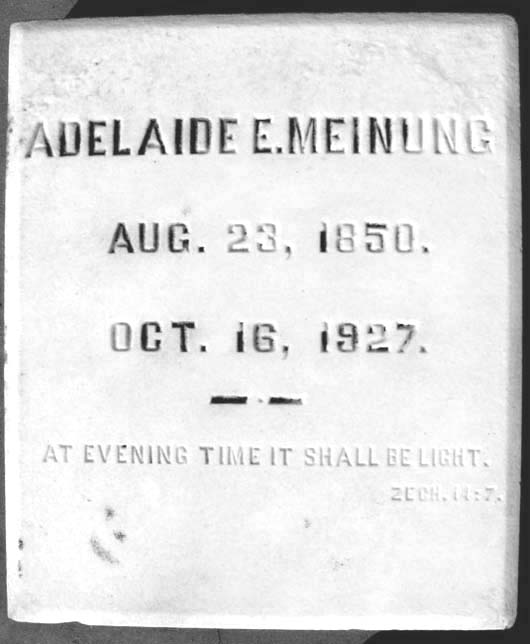 ADELAIDE E. MEINUNG
AUG. 23, 1850.
OCT. 16, 1927.
AT EVENING TIME IT SHALL BE LIGHT.
ZECH. 14:7.